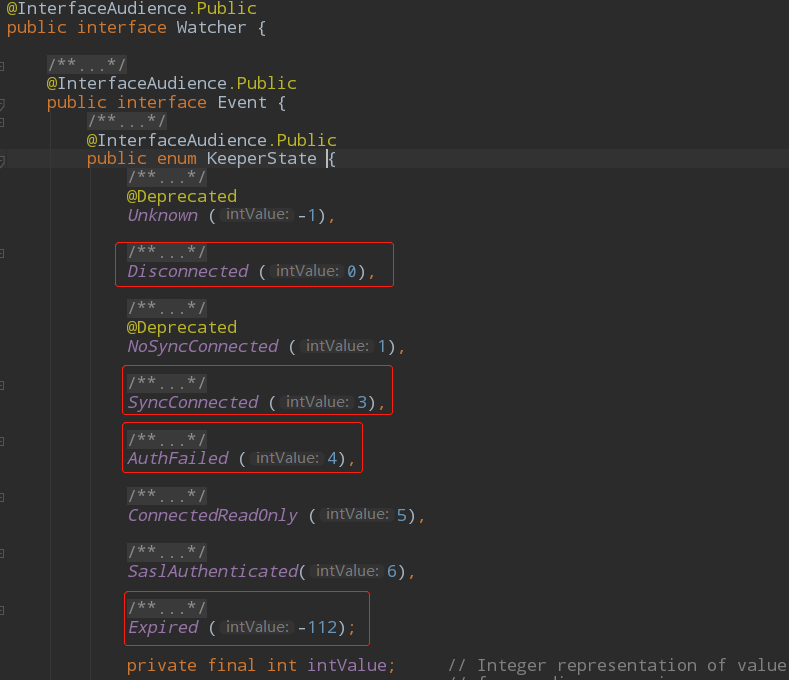 @InterfaceAudience.Public
public interface Watcher {
/**...*/
@InterfaceAudience.Public
public interface Event {
/**...*/
@InterfaceAudience.Public
public enum KeeperState {
/**...*/
@Deprecated
Unknown ( intValue: -1),
/**...*/
Disconnected ( intValue: 0),
/**...*/
@Deprecated
NoSyncConnected ( intValue: 1),
/**...*/
SyncConnected ( intValue: 3),
/**...*/
AuthFailed ( intValue: 4),
/**...*/
ConnectedReadOnly ( intValue: 5),
/**...*/
SaslAuthenticated( intValue: 6),
/**...*/
Expired ( intValue: -112);
private final int intValue; // Integer representation of value